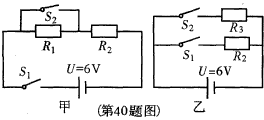 S₂
R₁ R₂
S₁ U=6V
甲
S₂ R₃
S₁ R₂
U=6V
乙
(第40题图)